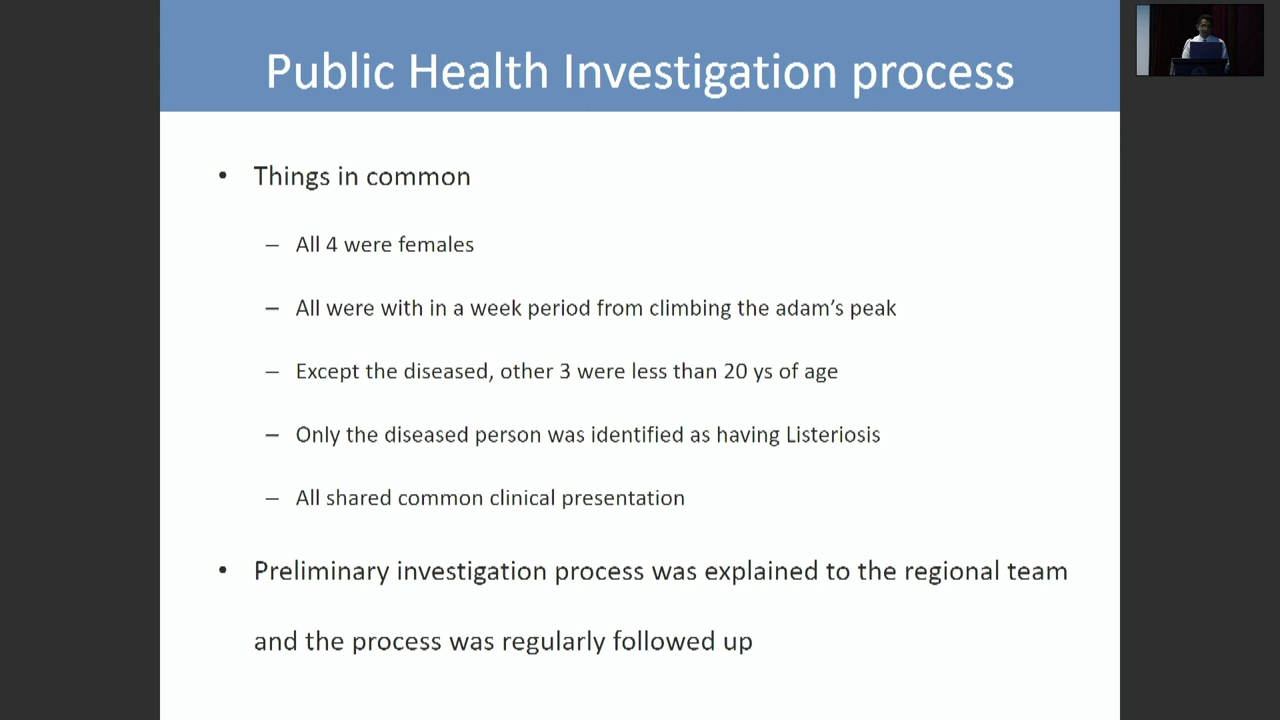 Public Health Investigation process
• Things in common
– All 4 were females
– All were with in a week period from climbing the adam's peak
– Except the diseased, other 3 were less than 20 ys of age
– Only the diseased person was identified as having Listeriosis
– All shared common clinical presentation
• Preliminary investigation process was explained to the regional team
and the process was regularly followed up